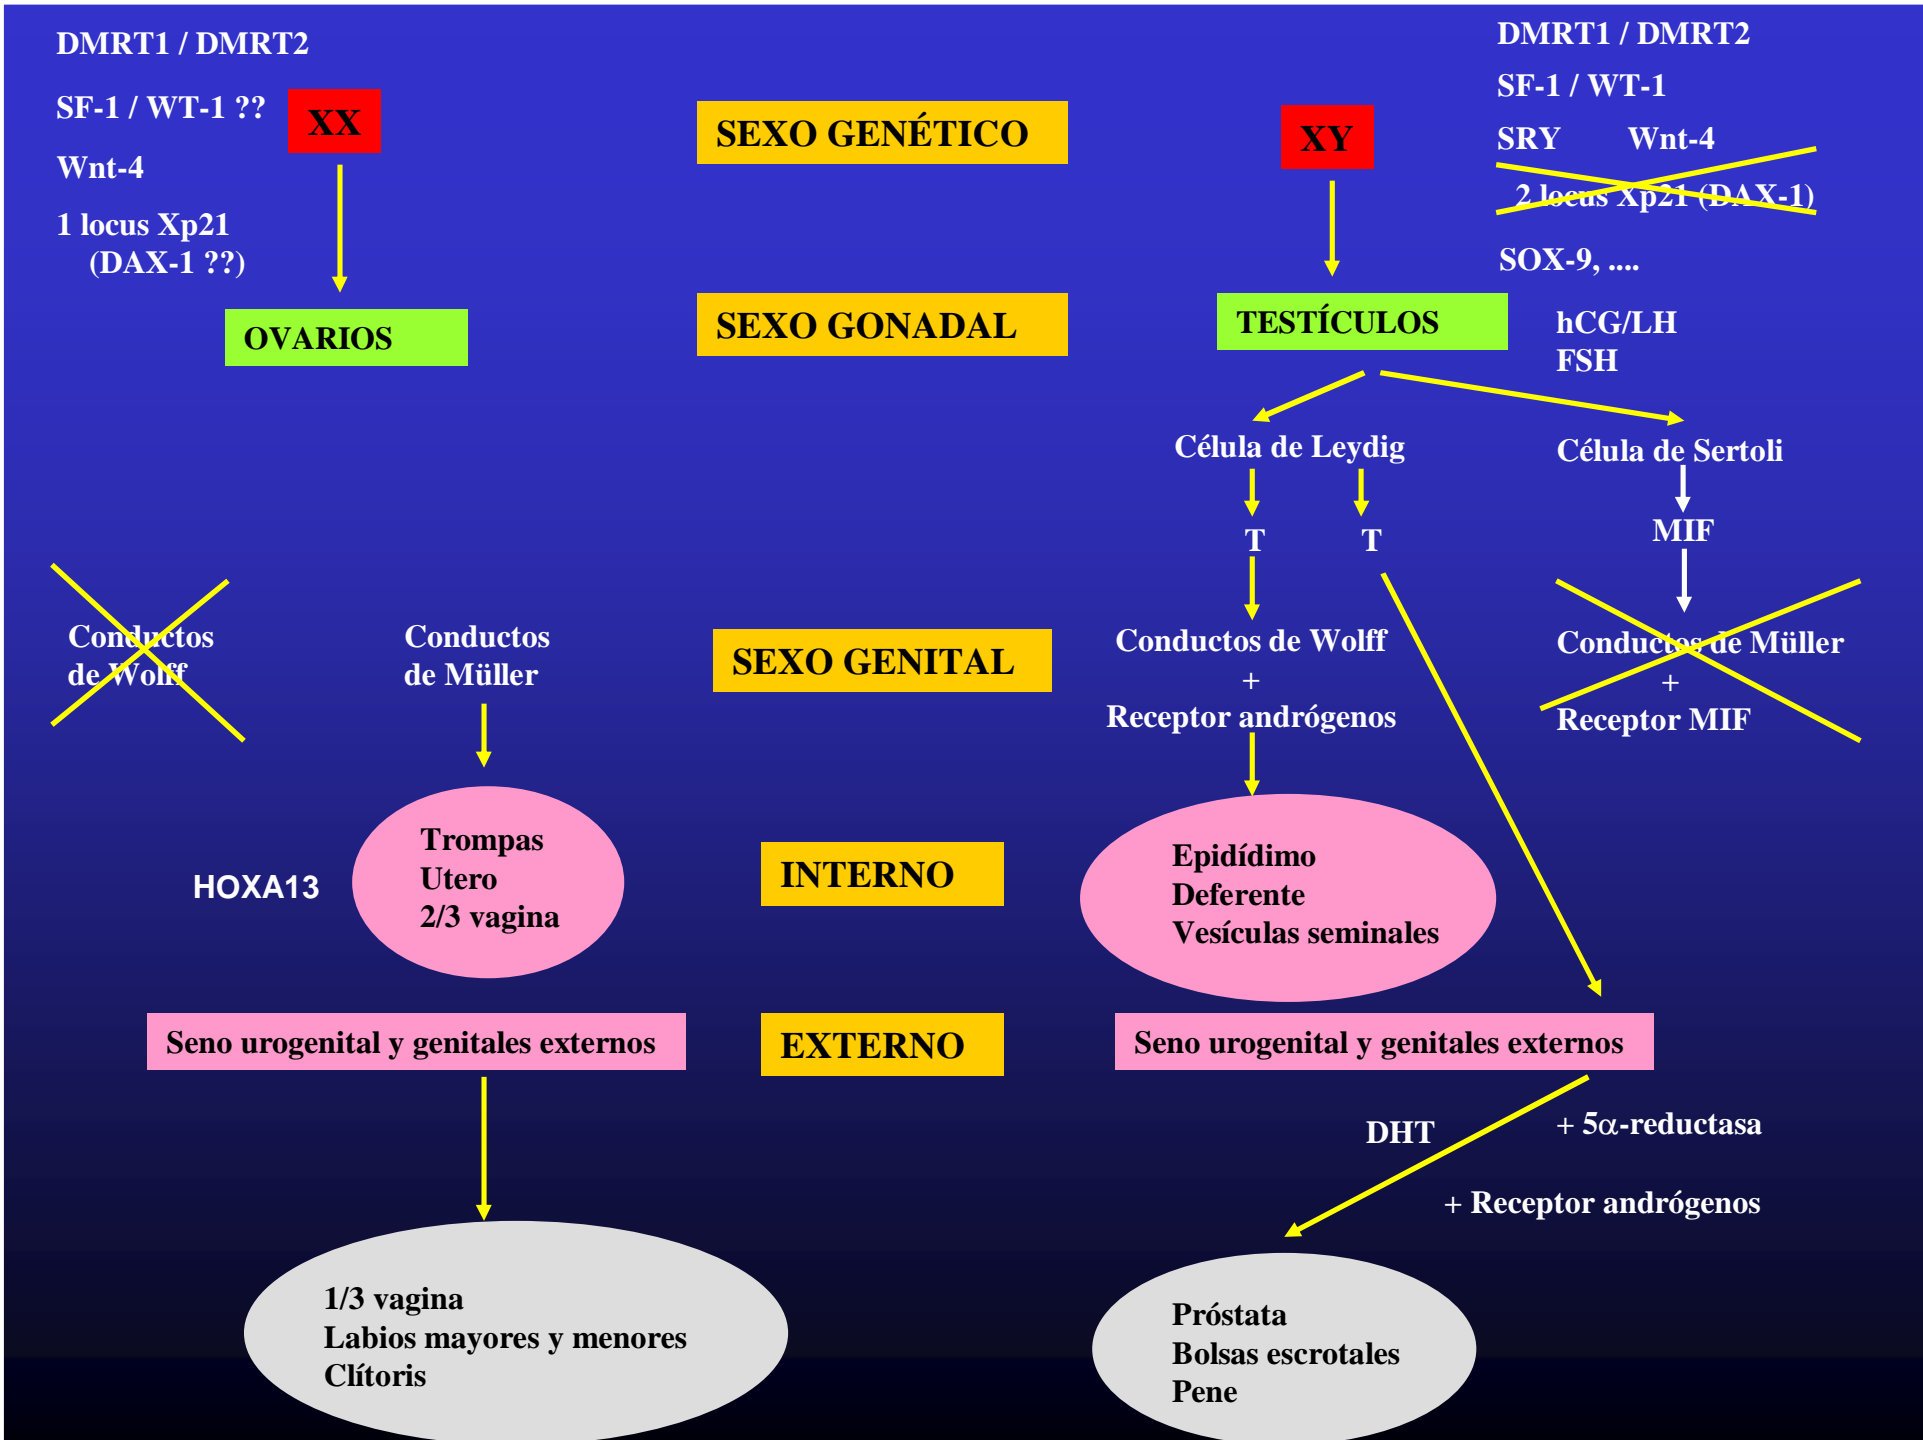 DMRT1 / DMRT2
SF-1 / WT-1 ??
XX
Wnt-4
1 locus Xp21
(DAX-1 ??)
OVARIOS
SEXO GENÉTICO
SEXO GONADAL
DMRT1 / DMRT2
SF-1 / WT-1
XY
SRY Wnt-4
2 locus Xp21 (DAX-1)
SOX-9, ....
TESTÍCULOS
hCG/LH
FSH
Célula de Leydig
Célula de Sertoli
T T
MIF
Conductos
de Wolff
Conductos
de Müller
SEXO GENITAL
Conductos de Wolff
+
Receptor andrógenos
Conductos de Müller
+
Receptor MIF
HOXA13
Trompas
Utero
2/3 vagina
INTERNO
Epidídimo
Deferente
Vesículas seminales
Seno urogenital y genitales externos
EXTERNO
Seno urogenital y genitales externos
DHT
+ 5α-reductasa
+ Receptor andrógenos
1/3 vagina
Labios mayores y menores
Clítoris
Próstata
Bolsas escrotales
Pene